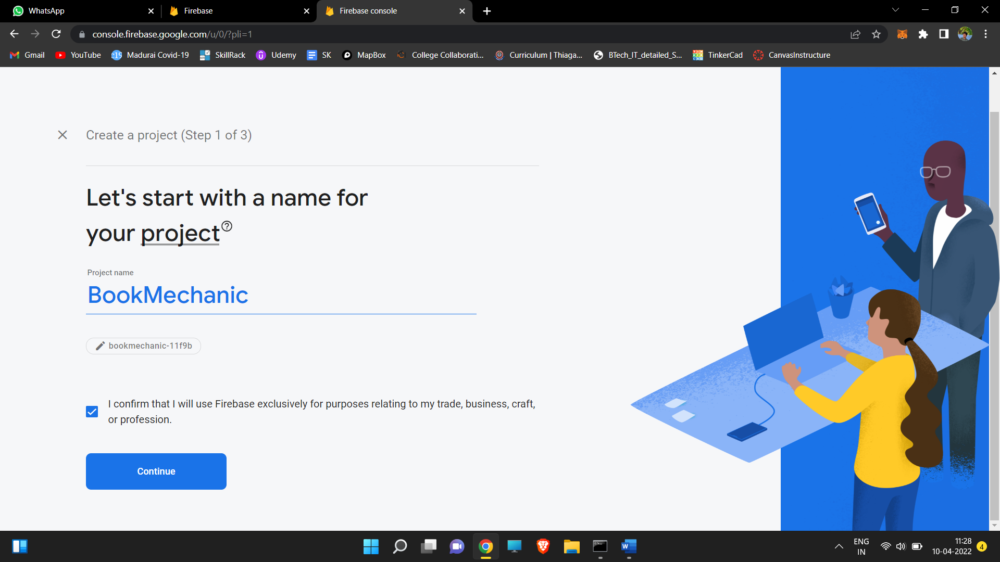 WhatsApp
Firebase
Firebase console
console.firebase.google.com/u/0/?pli=1
Gmail
YouTube
c19 Madurai Covid-19
SkillRack
Udemy
SK
MapBox
College Collaborati...
Curriculum | Thiaga...
BTech_IT_detailed_S...
TinkerCad
CanvasInstructure
Create a project (Step 1 of 3)
Let's start with a name for
your project
Project name
BookMechanic
bookmechanic-11f9b
I confirm that I will use Firebase exclusively for purposes relating to my trade, business, craft,
or profession.
Continue
ENG
IN
11:28
10-04-2022
4